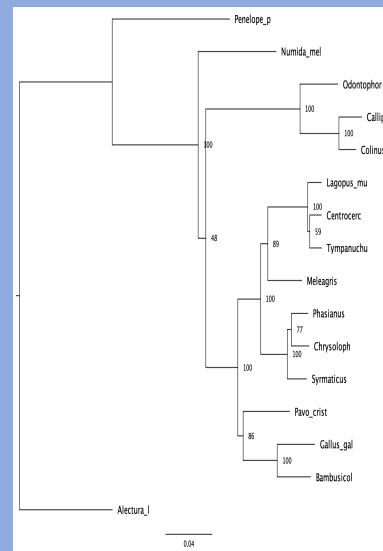 Penelope_p
Numida_mel
Odontophor
100
Callip
100
100
Colinus
Lagopus_mu
100
Centrocerc
59
48
Tympanuchu
89
Meleagris
100
Phasianus
77
Chrysoloph
100
100
Syrmaticus
Pavo_crist
86
Gallus_gal
100
Bambusicol
Alectura_l
0.04